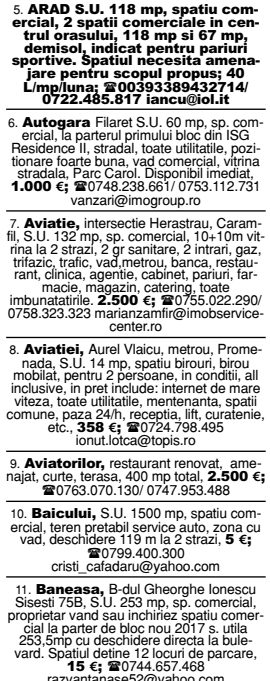 5. ARAD S.U. 118 mp, spatiu com-
ercial, 2 spatii comerciale in cen-
trul orasului, 118 mp si 67 mp,
demisol, indicat pentru pariuri
sportive. Spatiul necesita amena-
jare pentru scopul propus; 40
L/mp/luna; ☎00393389432714/
0722.485.817 iancu@iol.it
6. Autogara Filaret S.U. 60 mp, sp. com-
ercial, la parterul primului bloc din ISG
Residence II, stradal, toate utilitatile, pozi-
tionare foarte buna, vad comercial, vitrina
stradala, Parc Carol. Disponibil imediat,
1.000 €; ☎0748.238.661/ 0753.112.731
vanzari@imogroup.ro
7. Aviatie, intersectie Herastrau, Caram-
fil, S.U. 132 mp, sp. comercial, 10+10m vit-
rina la 2 strazi, 2 gr sanitare, 2 intrari, gaz,
trifazic, trafic, vad,metrou, banca, restau-
rant, clinica, agentie, cabinet, pariuri, far-
macie, magazin, catering, toate
imbunatatirile. 2.500 €; ☎0755.022.290/
0758.323.323 marianzamfir@imobservice-
center.ro
8. Aviatiei, Aurel Vlaicu, metrou, Prome-
nada, S.U. 14 mp, spatiu birouri, birou
mobilat, pentru 2 persoane, in conditii, all
inclusive, in pret include: internet de mare
viteza, toate utilitatile, mentenanta, spatii
comune, paza 24/h, receptia, lift, curatenie,
etc., 358 €; ☎0724.798.495
ionut.lotca@topis.ro
9. Aviatorilor, restaurant renovat, ame-
najat, curte, terasa, 400 mp total, 2.500 €;
☎0763.070.130/ 0747.953.488
10. Baicului, S.U. 1500 mp, spatiu com-
ercial, teren pretabil service auto, zona cu
vad, deschidere 119 m la 2 strazi, 5 €;
☎0799.400.300
cristi_cafadaru@yahoo.com
11. Baneasa, B-dul Gheorghe Ionescu
Sisesti 75B, S.U. 253 mp, sp. comercial,
proprietar vand sau inchiriez spatiu comer-
cial la parter de bloc nou 2017 s. utila
253,5mp cu deschidere directa la bule-
vard. Spatiul detine 12 locuri de parcare,
15 €; ☎0744.657.468
razvantanase52@yahoo.com